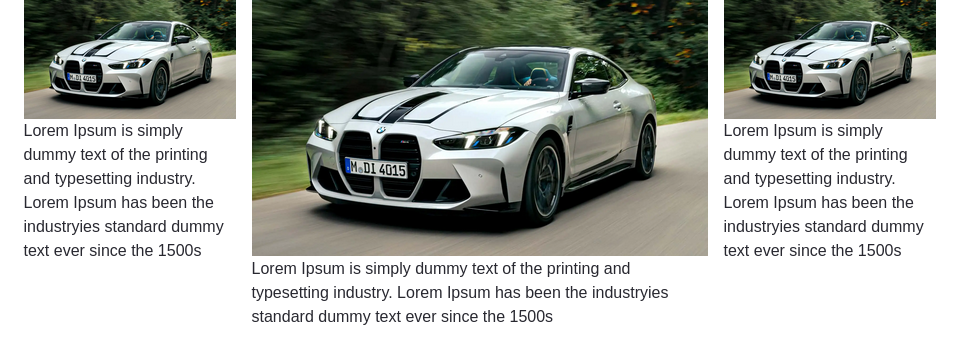 M DI 4015
Lorem Ipsum is simply
dummy text of the printing
and typesetting industry.
Lorem Ipsum has been the
industryies standard dummy
text ever since the 1500s
M DI 4015
Lorem Ipsum is simply dummy text of the printing and
typesetting industry. Lorem Ipsum has been the industryies
standard dummy text ever since the 1500s
M DI 4015
Lorem Ipsum is simply
dummy text of the printing
and typesetting industry.
Lorem Ipsum has been the
industryies standard dummy
text ever since the 1500s